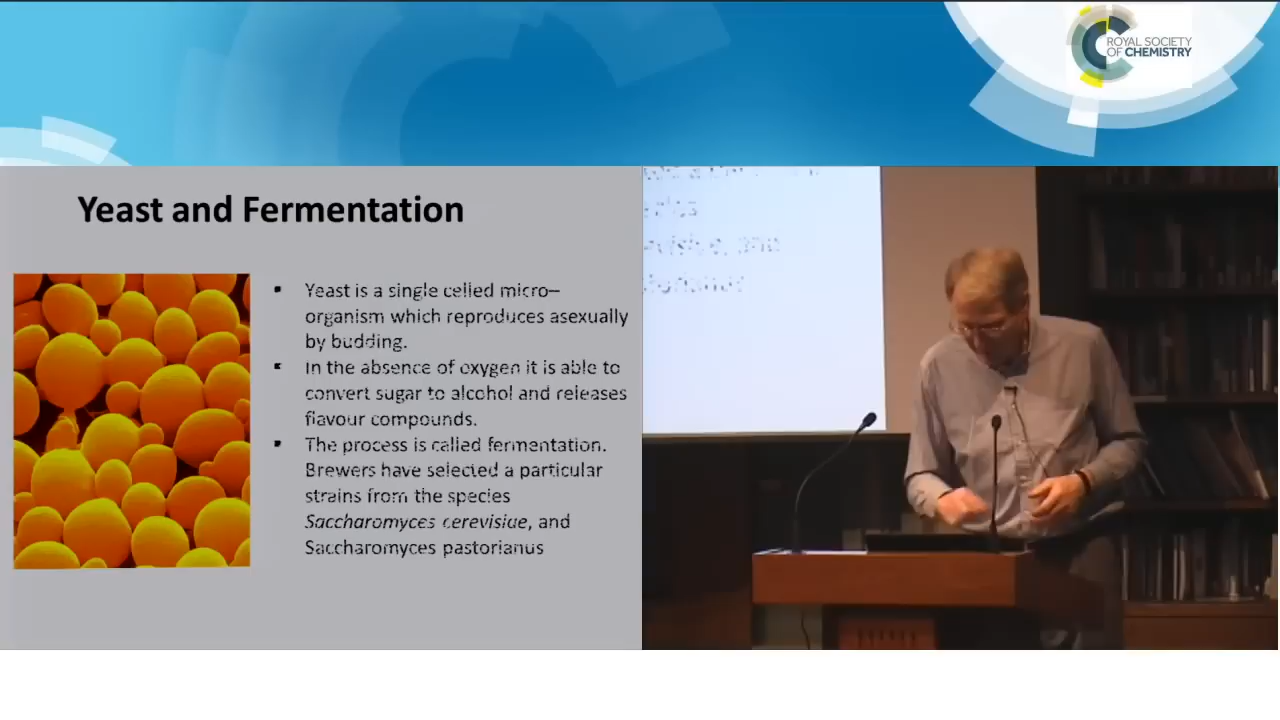 ROYAL SOCIETY
OF CHEMISTRY
Yeast and Fermentation
▪ Yeast is a single celled micro–
organism which reproduces asexually
by budding.
▪ In the absence of oxygen it is able to
convert sugar to alcohol and releases
flavour compounds.
▪ The process is called fermentation.
Brewers have selected a particular
strains from the species
Saccharomyces cerevisiae, and
Saccharomyces pastorianus
and